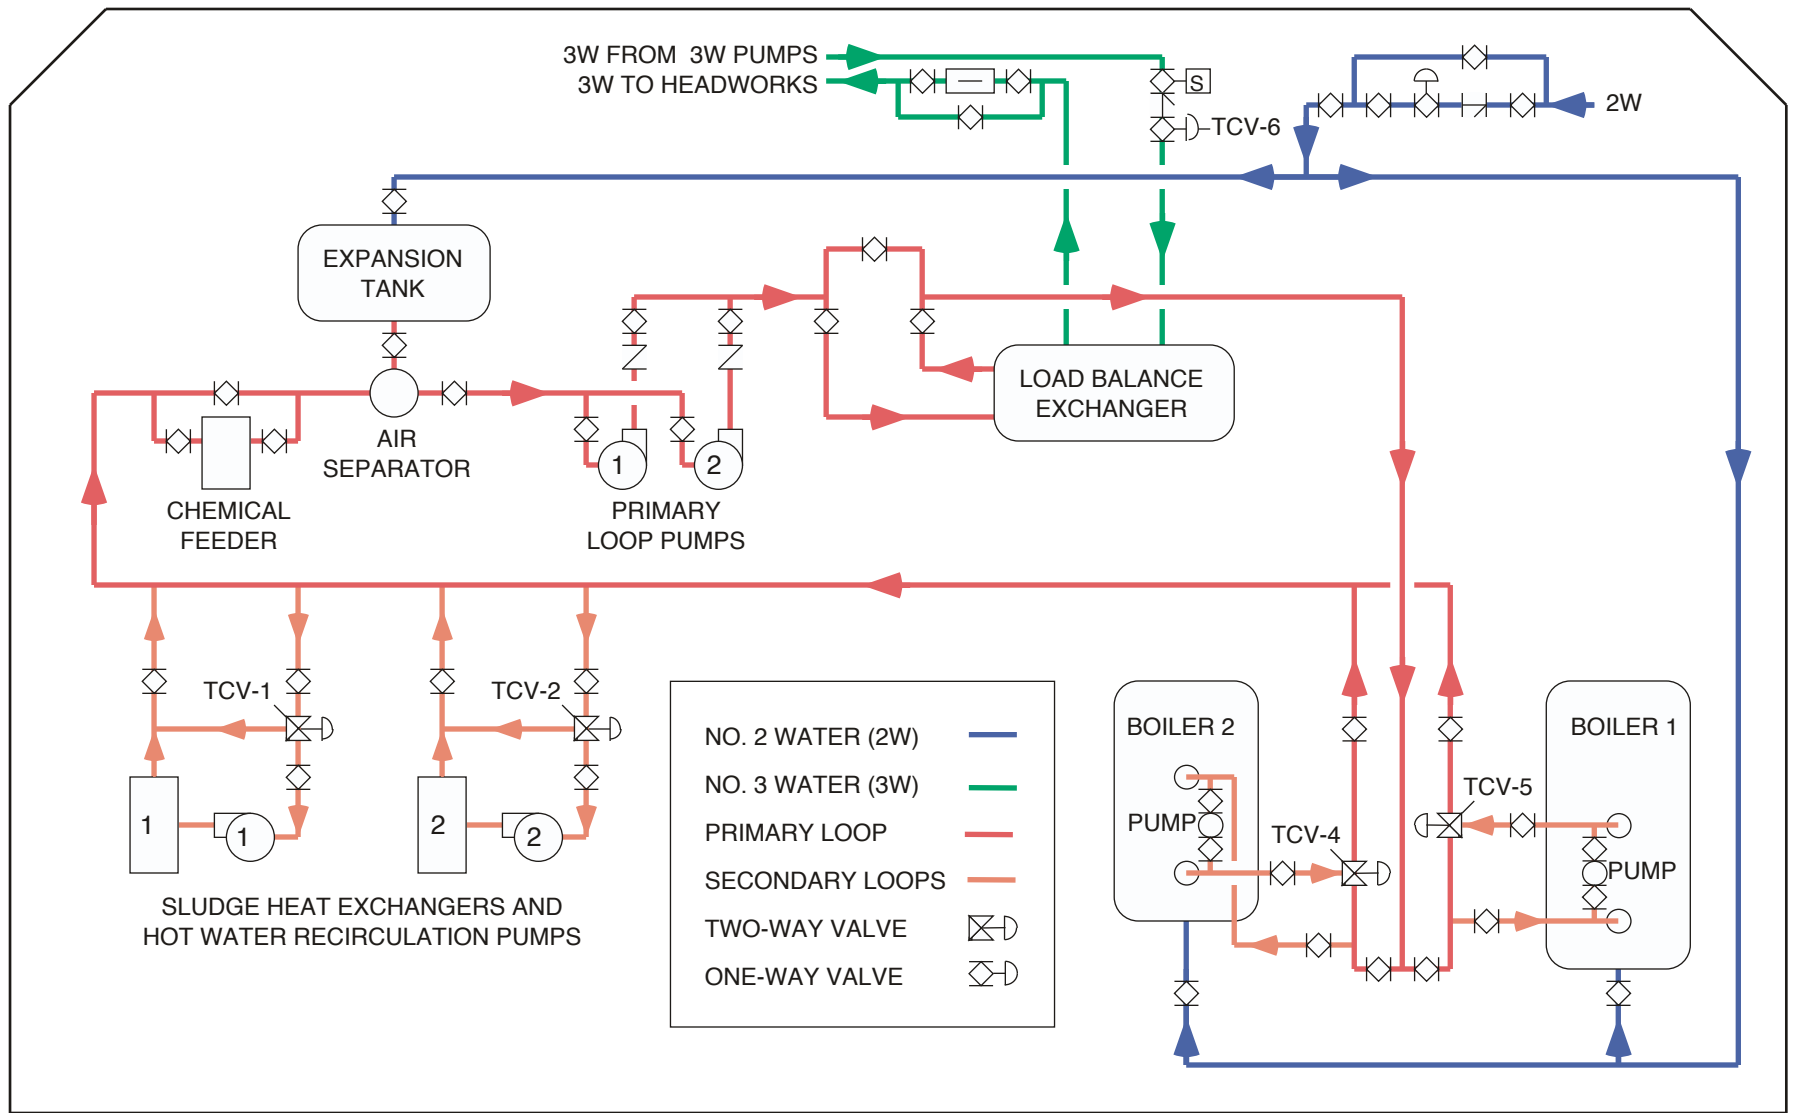 3W FROM  3W PUMPS
3W TO HEADWORKS
S
TCV-6
2W
EXPANSION
TANK
LOAD BALANCE
EXCHANGER
AIR
SEPARATOR
CHEMICAL
FEEDER
1
2
PRIMARY
LOOP PUMPS
TCV-1
TCV-2
1
1
2
2
SLUDGE HEAT EXCHANGERS AND
HOT WATER RECIRCULATION PUMPS
NO. 2 WATER (2W)
NO. 3 WATER (3W)
PRIMARY LOOP
SECONDARY LOOPS
TWO-WAY VALVE
ONE-WAY VALVE
BOILER 2
PUMP
TCV-4
BOILER 1
TCV-5
PUMP